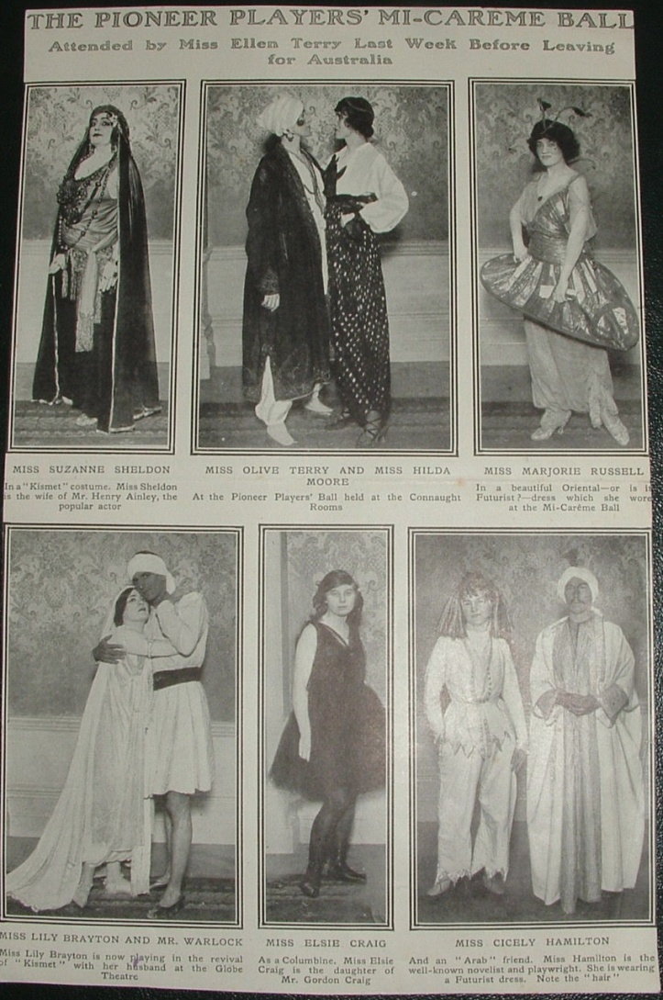 THE PIONEER PLAYERS' MI-CAREME BALL
Attended by Miss Ellen Terry Last Week Before Leaving
for Australia
MISS SUZANNE SHELDON
In a "Kismet" costume. Miss Sheldon
is the wife of Mr. Henry Ainley, the
popular actor
MISS OLIVE TERRY AND MISS HILDA
MOORE
At the Pioneer Players' Ball held at the Connaught
Rooms
MISS MARJORIE RUSSELL
In a beautiful Oriental—or is it
Futurist?—dress which she wore
at the Mi-Carême Ball
MISS LILY BRAYTON AND MR. WARLOCK
Miss Lily Brayton is now playing in the revival
of "Kismet" with her husband at the Globe
Theatre
MISS ELSIE CRAIG
As a Columbine. Miss Elsie
Craig is the daughter of
Mr. Gordon Craig
MISS CICELY HAMILTON
And an "Arab" friend. Miss Hamilton is the
well-known novelist and playwright. She is wearing
a Futurist dress. Note the "hair"